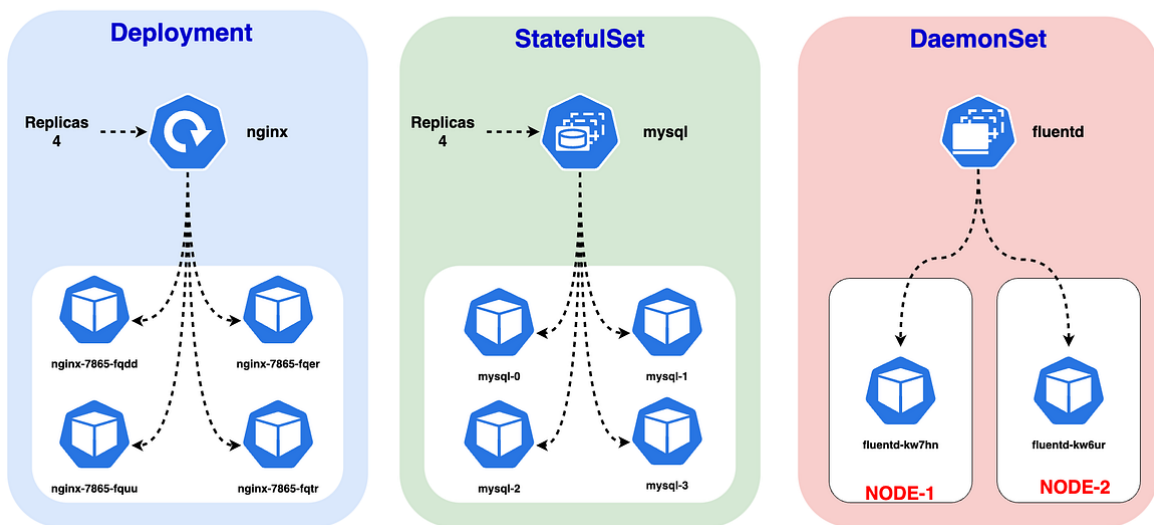 Deployment
Replicas
4
nginx
nginx-7865-fqdd
nginx-7865-fqer
nginx-7865-fquu
nginx-7865-fqtr
StatefulSet
Replicas
4
mysql
mysql-0
mysql-1
mysql-2
mysql-3
DaemonSet
fluentd
fluentd-kw7hn
fluentd-kw6ur
NODE-1
NODE-2